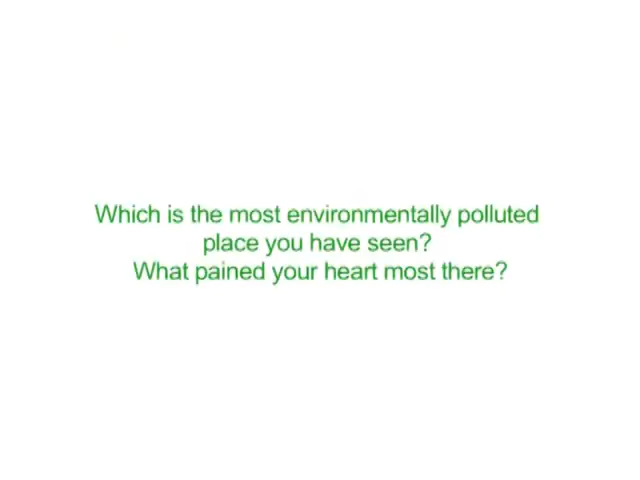 Which is the most environmentally polluted
place you have seen?
What pained your heart most there?